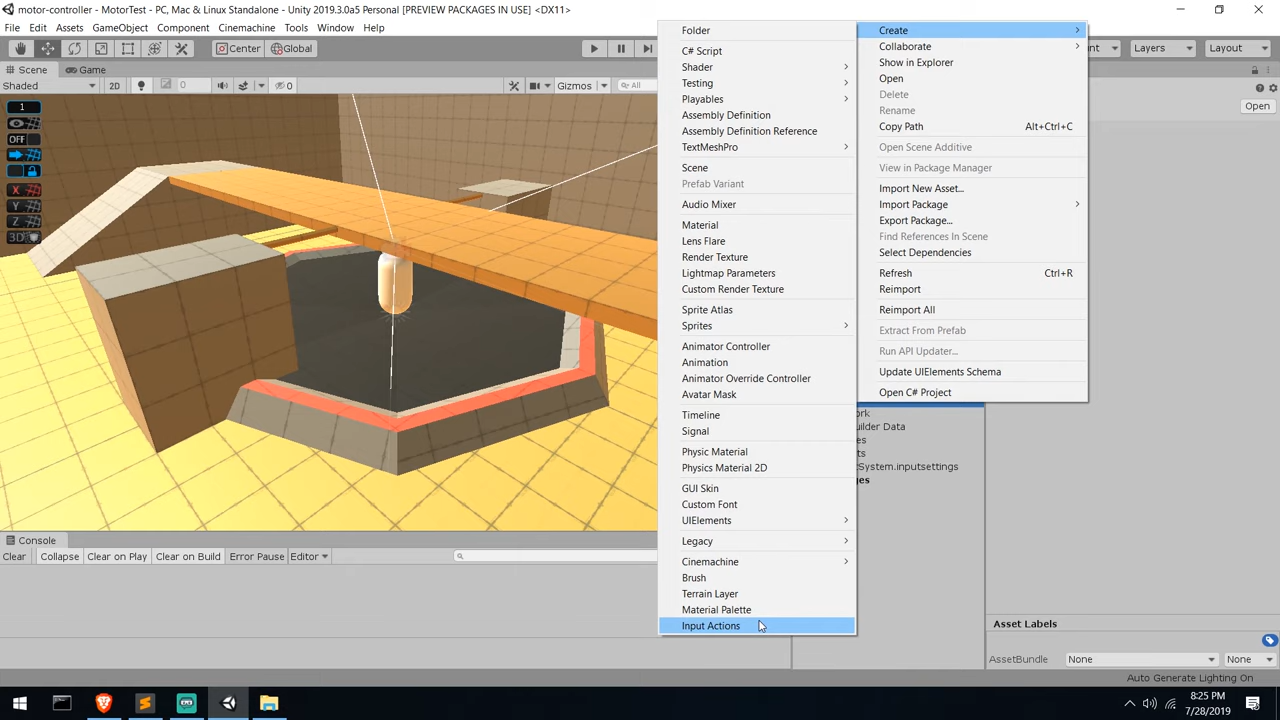 motor-controller - MotorTest - PC, Mac & Linux Standalone - Unity 2019.3.0a5 Personal [PREVIEW PACKAGES IN USE] <DX11>
File Edit Assets GameObject Component Cinemachine Tools Window Help
Center Global Layers Layout
Scene Game
Shaded 2D 0 Gizmos All
Open
1
OFF
X
Y
Z
3D
Folder
C# Script
Shader
Testing
Playables
Assembly Definition
Assembly Definition Reference
TextMeshPro
Scene
Prefab Variant
Audio Mixer
Material
Lens Flare
Render Texture
Lightmap Parameters
Custom Render Texture
Sprite Atlas
Sprites
Animator Controller
Animation
Animator Override Controller
Avatar Mask
Timeline
Signal
Physic Material
Physics Material 2D
GUI Skin
Custom Font
UIElements
Legacy
Cinemachine
Brush
Terrain Layer
Material Palette
Input Actions
Create
Collaborate
Show in Explorer
Open
Delete
Rename
Copy Path Alt+Ctrl+C
Open Scene Additive
View in Package Manager
Import New Asset...
Import Package
Export Package...
Find References In Scene
Select Dependencies
Refresh Ctrl+R
Reimport
Reimport All
Extract From Prefab
Run API Updater...
Update UIElements Schema
Open C# Project
Console
Clear Collapse Clear on Play Clear on Build Error Pause Editor
Asset Labels
AssetBundle None None
Auto Generate Lighting On
8:25 PM
7/28/2019